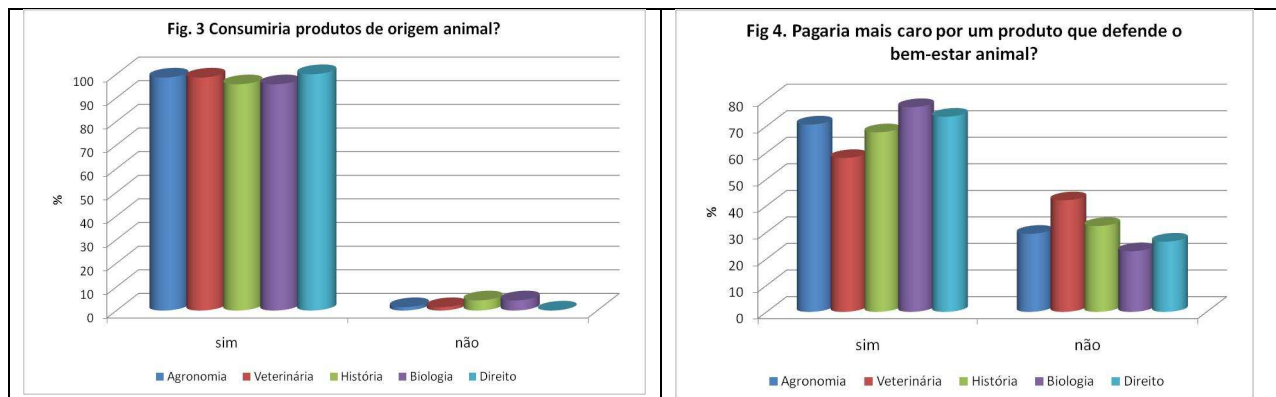 Fig. 3 Consumiria produtos de origem animal?
100
90
80
70
60
50
40
30
20
10
0
%
sim
não
Agronomia Veterinária História Biologia Direito
Fig 4. Pagaria mais caro por um produto que defende o
bem-estar animal?
80
70
60
50
40
30
20
10
0
%
sim
não
Agronomia Veterinária História Biologia Direito